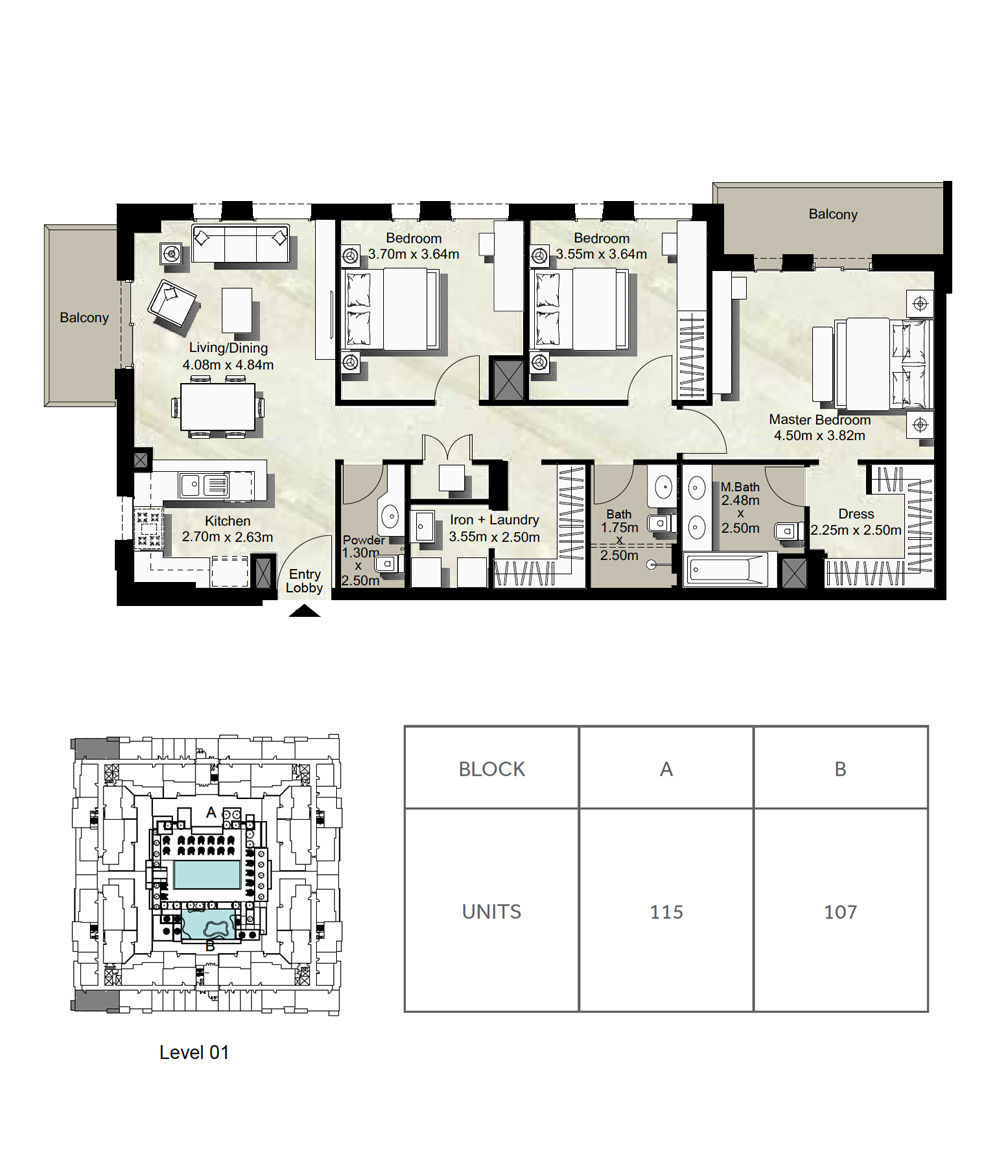 Balcony
Bedroom
3.70m x 3.64m
Bedroom
3.55m x 3.64m
Balcony
Living/Dining
4.08m x 4.84m
Master Bedroom
4.50m x 3.82m
Kitchen
2.70m x 2.63m
Entry
Lobby
Powder
1.30m
x
2.50m
Iron + Laundry
3.55m x 2.50m
Bath
1.75m
x
2.50m
M.Bath
2.48m
x
2.50m
Dress
2.25m x 2.50m
A
B
Level 01
BLOCK A B
UNITS 115 107